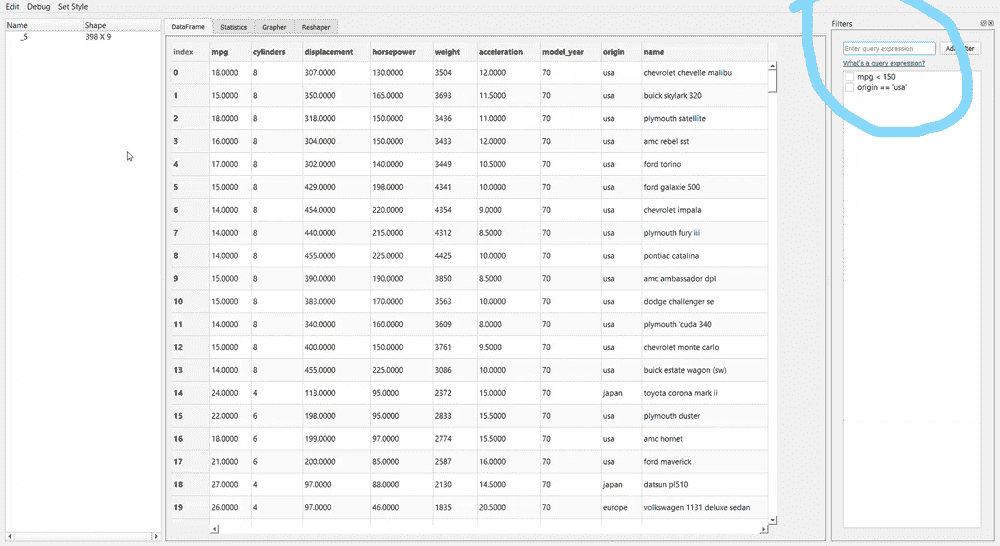 Edit Debug Set Style
Name Shape
_5 398 X 9
DataFrame Statistics Grapher Reshaper
index mpg cylinders displacement horsepower weight acceleration model_year origin name
0 18.0000 8 307.0000 130.0000 3504 12.0000 70 usa chevrolet chevelle malibu
1 15.0000 8 350.0000 165.0000 3693 11.5000 70 usa buick skylark 320
2 18.0000 8 318.0000 150.0000 3436 11.0000 70 usa plymouth satellite
3 16.0000 8 304.0000 150.0000 3433 12.0000 70 usa amc rebel sst
4 17.0000 8 302.0000 140.0000 3449 10.5000 70 usa ford torino
5 15.0000 8 429.0000 198.0000 4341 10.0000 70 usa ford galaxie 500
6 14.0000 8 454.0000 220.0000 4354 9.0000 70 usa chevrolet impala
7 14.0000 8 440.0000 215.0000 4312 8.5000 70 usa plymouth fury iii
8 14.0000 8 455.0000 225.0000 4425 10.0000 70 usa pontiac catalina
9 15.0000 8 390.0000 190.0000 3850 8.5000 70 usa amc ambassador dpl
10 15.0000 8 383.0000 170.0000 3563 10.0000 70 usa dodge challenger se
11 14.0000 8 340.0000 160.0000 3609 8.0000 70 usa plymouth 'cuda 340
12 15.0000 8 400.0000 150.0000 3761 9.5000 70 usa chevrolet monte carlo
13 14.0000 8 455.0000 225.0000 3086 10.0000 70 usa buick estate wagon (sw)
14 24.0000 4 113.0000 95.0000 2372 15.0000 70 japan toyota corona mark ii
15 22.0000 6 198.0000 95.0000 2833 15.5000 70 usa plymouth duster
16 18.0000 6 199.0000 97.0000 2774 15.5000 70 usa amc hornet
17 21.0000 6 200.0000 85.0000 2587 16.0000 70 usa ford maverick
18 27.0000 4 97.0000 88.0000 2130 14.5000 70 japan datsun pl510
19 26.0000 4 97.0000 46.0000 1835 20.5000 70 europe volkswagen 1131 deluxe sedan
Filters
Enter query expression
What's a query expression?
mpg < 150
origin == 'usa'